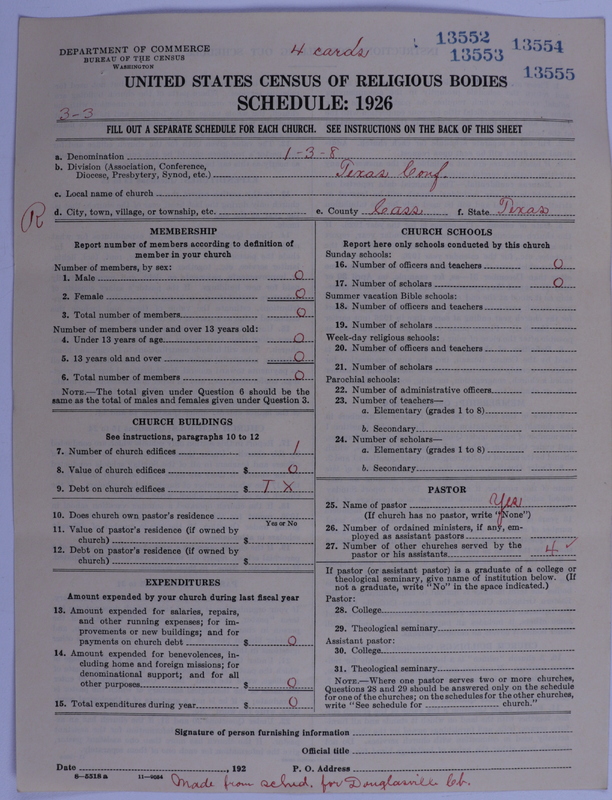 DEPARTMENT OF COMMERCE
BUREAU OF THE CENSUS
WASHINGTON
4 cards
13552
13553
13554
13555
UNITED STATES CENSUS OF RELIGIOUS BODIES
SCHEDULE: 1926
3-3
FILL OUT A SEPARATE SCHEDULE FOR EACH CHURCH. SEE INSTRUCTIONS ON THE BACK OF THIS SHEET
a. Denomination 1-3-8
b. Division (Association, Conference, Diocese, Presbytery, Synod, etc.) Texas Conf.
c. Local name of church
R
d. City, town, village, or township, etc. e. County Cass f. State Texas
MEMBERSHIP
Report number of members according to definition of
member in your church
Number of members, by sex:
1. Male 0
2. Female 0
3. Total number of members 0
Number of members under and over 13 years old:
4. Under 13 years of age 0
5. 13 years old and over 0
6. Total number of members 0
NOTE.—The total given under Question 6 should be the
same as the total of males and females given under Question 3.
CHURCH BUILDINGS
See instructions, paragraphs 10 to 12
7. Number of church edifices 1
8. Value of church edifices $ 0
9. Debt on church edifices $ TX
10. Does church own pastor's residence
Yes or No
11. Value of pastor's residence (if owned by
church) $
12. Debt on pastor's residence (if owned by
church) $
EXPENDITURES
Amount expended by your church during last fiscal year
13. Amount expended for salaries, repairs,
and other running expenses; for im-
provements or new buildings; and for
payments on church debt $ 0
14. Amount expended for benevolences, in-
cluding home and foreign missions; for
denominational support; and for all
other purposes $ 0
15. Total expenditures during year $ 0
CHURCH SCHOOLS
Report here only schools conducted by this church
Sunday schools:
16. Number of officers and teachers 0
17. Number of scholars 0
Summer vacation Bible schools:
18. Number of officers and teachers
19. Number of scholars
Week-day religious schools:
20. Number of officers and teachers
21. Number of scholars
Parochial schools:
22. Number of administrative officers
23. Number of teachers—
a. Elementary (grades 1 to 8)
b. Secondary
24. Number of scholars—
a. Elementary (grades 1 to 8)
b. Secondary
PASTOR
25. Name of pastor Yes
(If church has no pastor, write "None")
26. Number of ordained ministers, if any, em-
ployed as assistant pastors
27. Number of other churches served by the
pastor or his assistants 4 ✓
If pastor (or assistant pastor) is a graduate of a college or
theological seminary, give name of institution below. (If
not a graduate, write "No" in the space indicated.)
Pastor:
28. College
29. Theological seminary
Assistant pastor:
30. College
31. Theological seminary
NOTE.—Where one pastor serves two or more churches,
Questions 28 and 29 should be answered only on the schedule
for one of the churches; on the schedules for the other churches,
write "See schedule for church."
Signature of person furnishing information
Official title
Date , 192 P. O. Address
6—5518 a 11—9024
Made from sched. for Douglasville Ch.